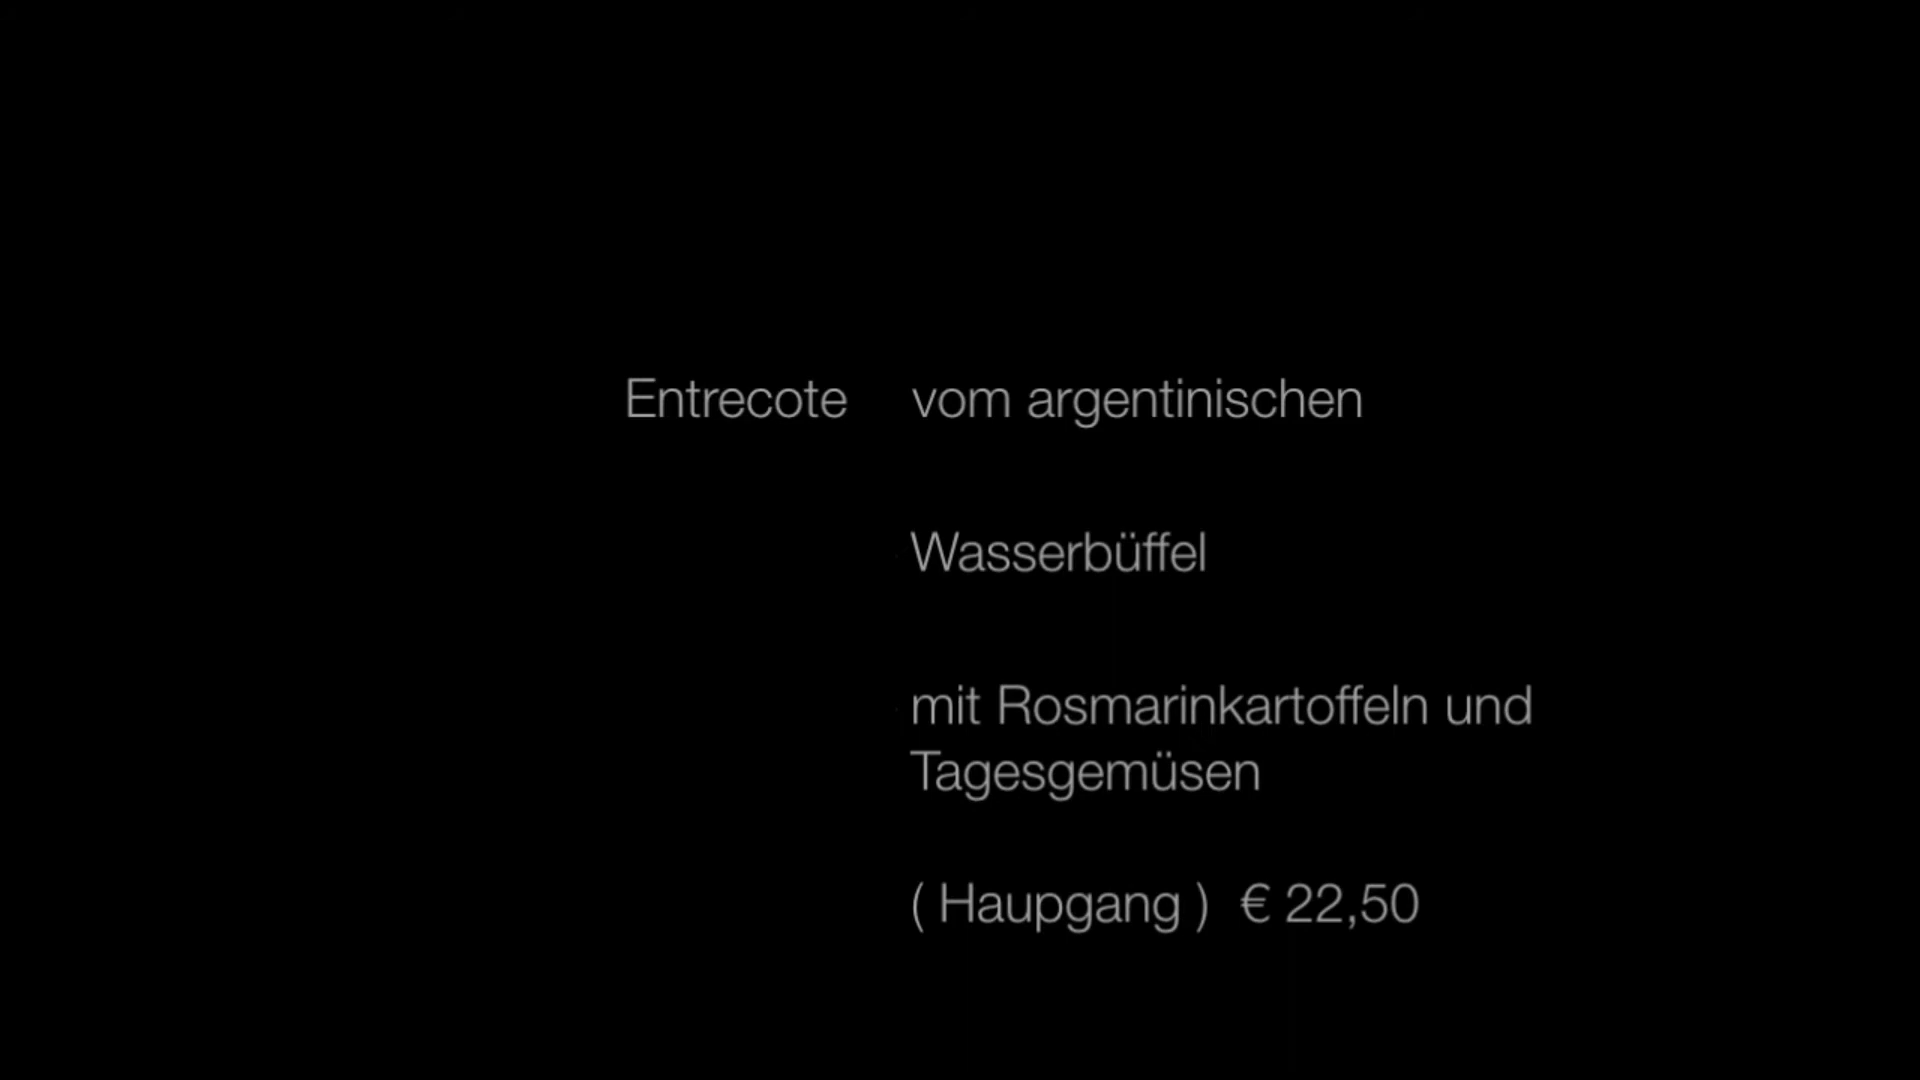 Entrecote vom argentinischen
Wasserbüffel
mit Rosmarinkartoffeln und
Tagesgemüsen
( Haupgang ) € 22,50